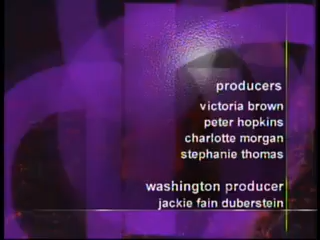 producers
victoria brown
peter hopkins
charlotte morgan
stephanie thomas
washington producer
jackie fain duberstein